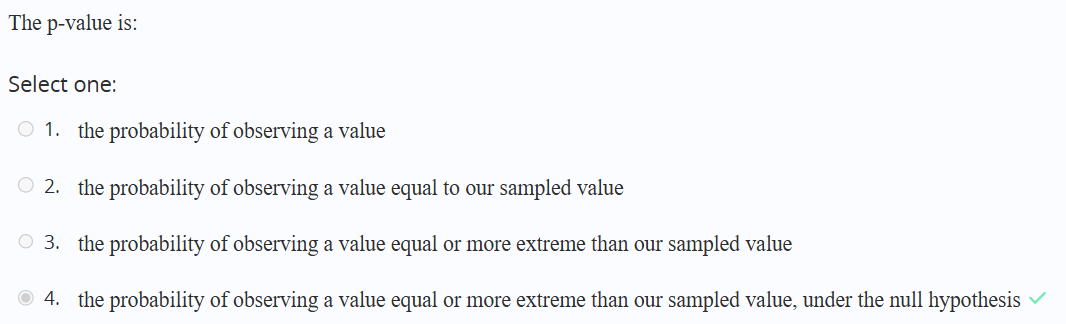 The p-value is:
Select one:
1. the probability of observing a value
2. the probability of observing a value equal to our sampled value
3. the probability of observing a value equal or more extreme than our sampled value
4. the probability of observing a value equal or more extreme than our sampled value, under the null hypothesis